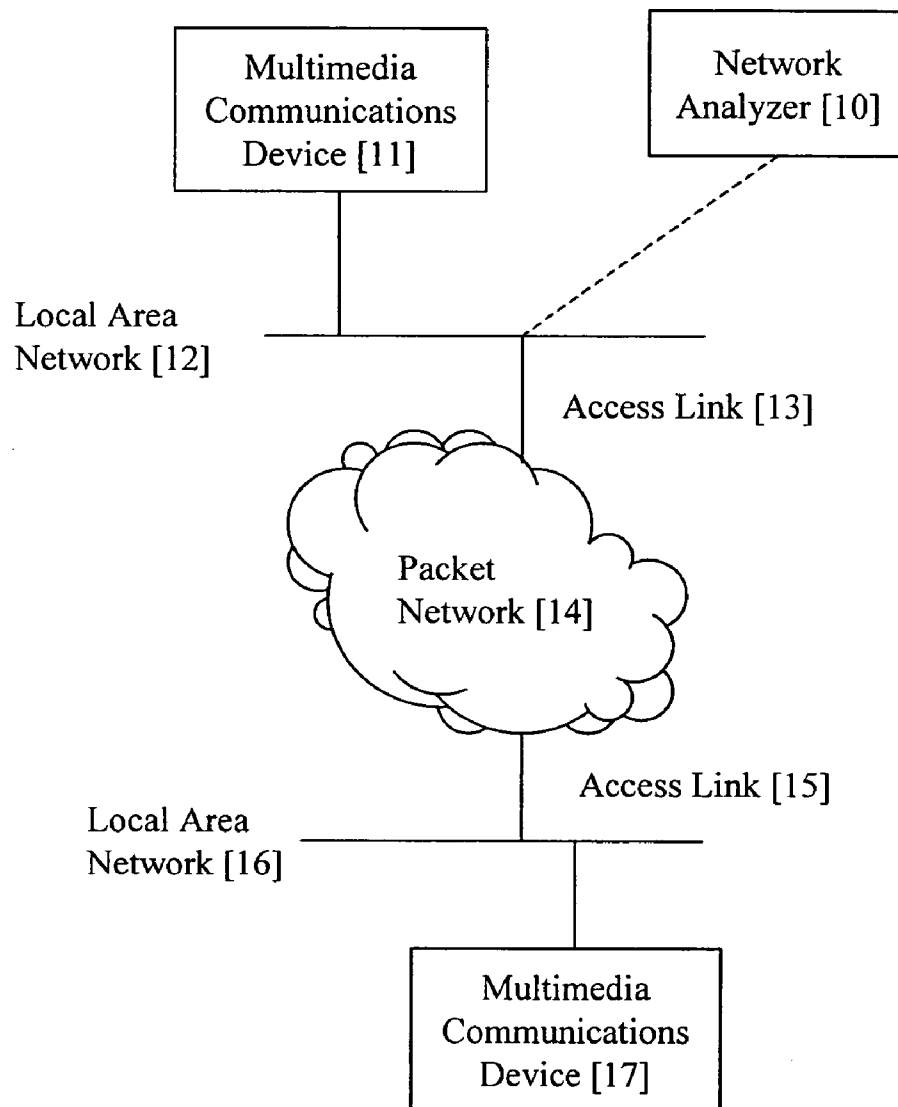 Multimedia
Communications
Device [11]
Network
Analyzer [10]
Local Area
Network [12]
Access Link [13]
Packet
Network [14]
Access Link [15]
Local Area
Network [16]
Multimedia
Communications
Device [17]